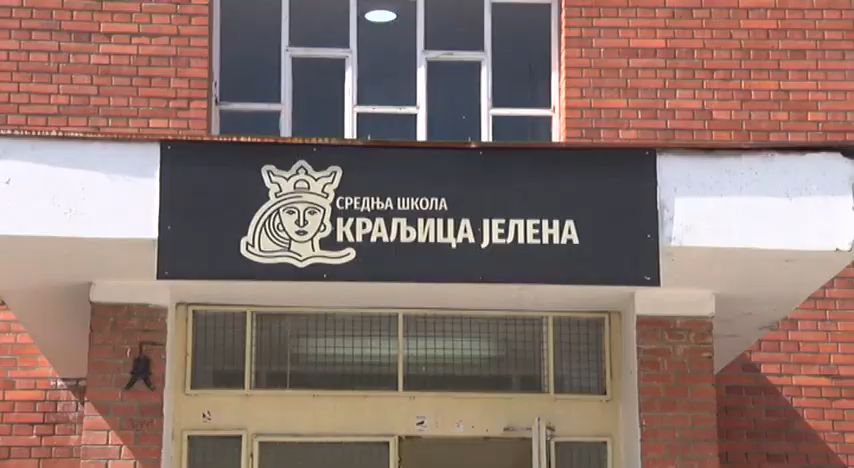 СРЕДЊА ШКОЛА
КРАЉИЦА ЈЕЛЕНА